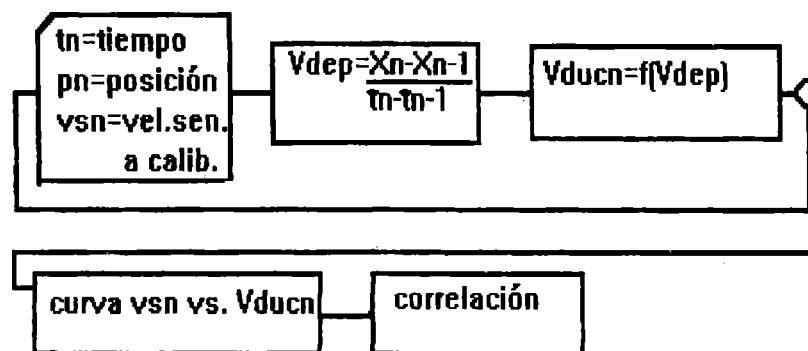 tn=tiempo
pn=posición
vsn=vel.sen.
a calib.
Vdep=Xn-Xn-1
tn-tn-1
Vducn=f(Vdep)
curva vsn vs. Vducn
correlación